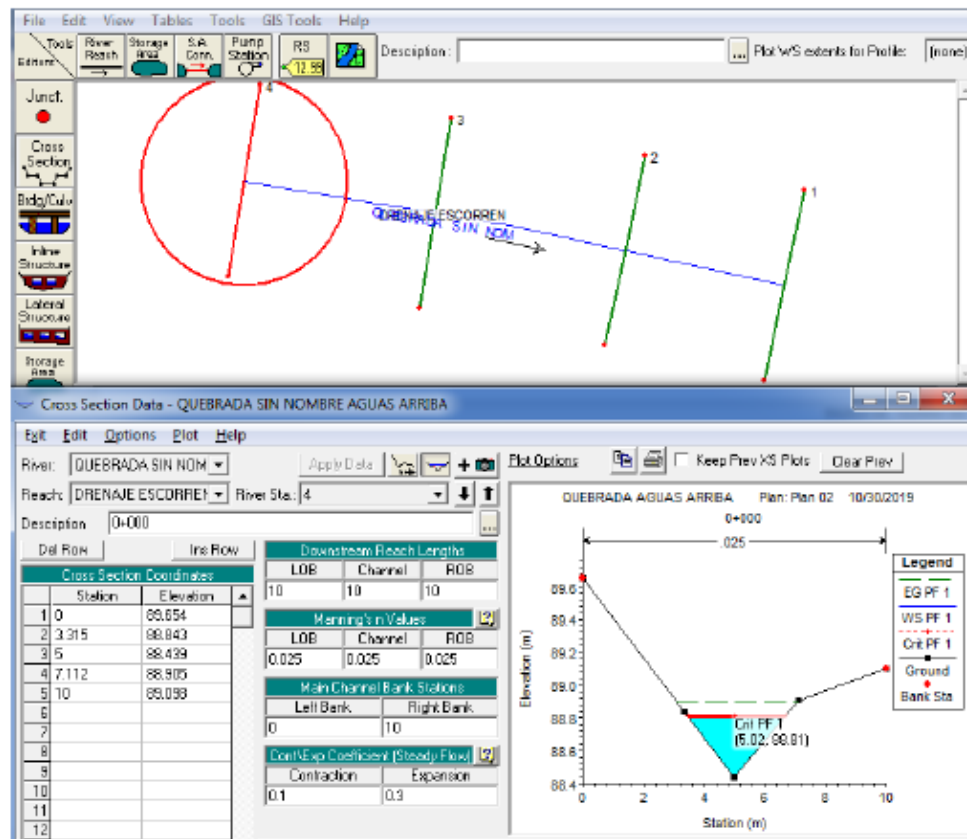 File Edit View Tables Tools GIS Tools Help
Tools
Editors
River Reach
Storage Area
S.A. Conn.
Pump Station
RS
12.98
Description :
...
Plot WS extents for Profile:
(none)
Junct.
Cross Section
Brdg/Culv
Inline Structure
Lateral Structure
Storage Area
4
3
2
1
DRENAJE ESCORREN
QUEBRADA SIN NOM
Cross Section Data - QUEBRADA SIN NOMBRE AGUAS ARRIBA
Exit Edit Options Plot Help
River: QUEBRADA SIN NOM
Apply Data
Plot Options
Keep Prev XS Plots
Clear Prev
Reach: DRENAJE ESCORREN
River Sta.: 4
Description 0+000
...
Del Row
Ins Row
Cross Section Coordinates
Station Elevation
1 0 89.654
2 3.315 88.843
3 5 88.439
4 7.112 88.905
5 10 89.098
6
7
8
9
10
11
12
Downstream Reach Lengths
LOB Channel ROB
10 10 10
Manning's n Values
LOB Channel ROB
0.025 0.025 0.025
Main Channel Bank Stations
Left Bank Right Bank
0 10
Cont\Exp Coefficient (Steady Flow)
Contraction Expansion
0.1 0.3
QUEBRADA AGUAS ARRIBA Plan: Plan 02 10/30/2019
0+000
.025
Elevation (m)
89.6
89.4
89.2
89.0
88.8
88.6
88.4
0 2 4 6 8 10
Station (m)
Crit PF 1
(5.02, 88.81)
Legend
EG PF 1
WS PF 1
Crit PF 1
Ground
Bank Sta